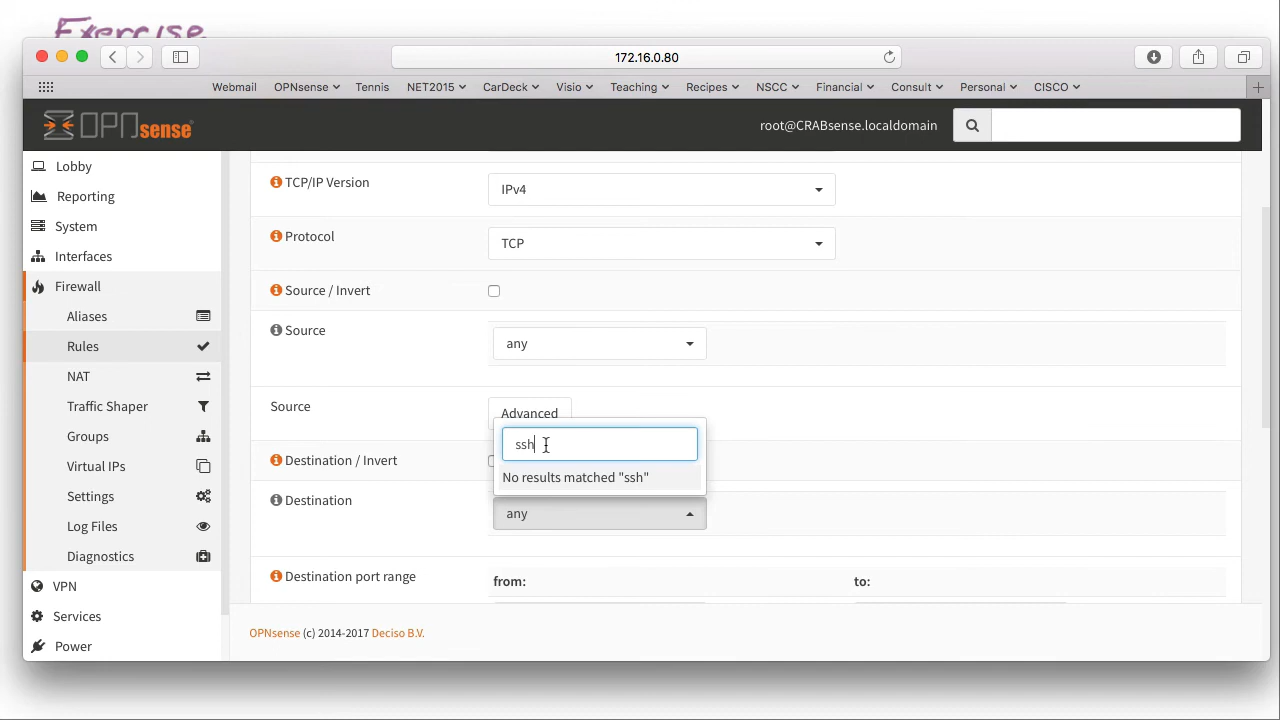 Exercise
172.16.0.80
Webmail OPNsense Tennis NET2015 CarDeck Visio Teaching Recipes NSCC Financial Consult Personal CISCO
OPNsense
root@CRABsense.localdomain
Lobby
Reporting
System
Interfaces
Firewall
Aliases
Rules
NAT
Traffic Shaper
Groups
Virtual IPs
Settings
Log Files
Diagnostics
VPN
Services
Power
TCP/IP Version
IPv4
Protocol
TCP
Source / Invert
Source
any
Source
Advanced
ssh
Destination / Invert
No results matched "ssh"
Destination
any
Destination port range
from:
to:
OPNsense (c) 2014-2017 Deciso B.V.